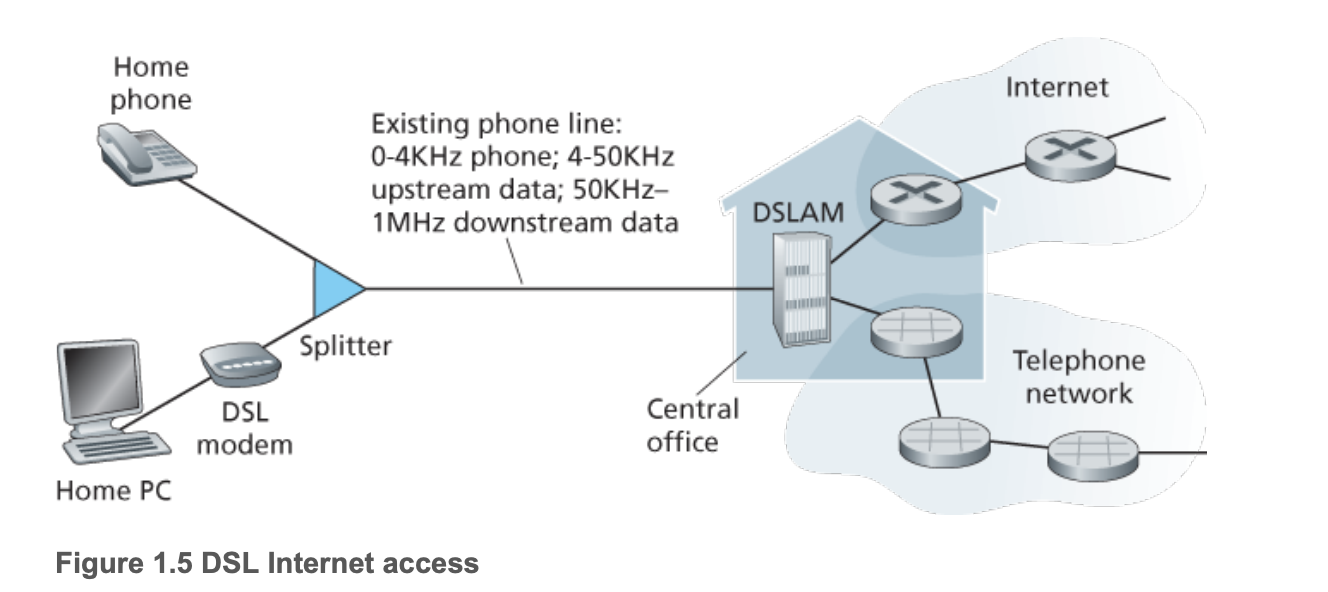 Home
phone
Existing phone line:
0-4KHz phone; 4-50KHz
upstream data; 50KHz–
1MHz downstream data
Internet
DSLAM
Splitter
DSL
modem
Home PC
Central
office
Telephone
network
Figure 1.5 DSL Internet access